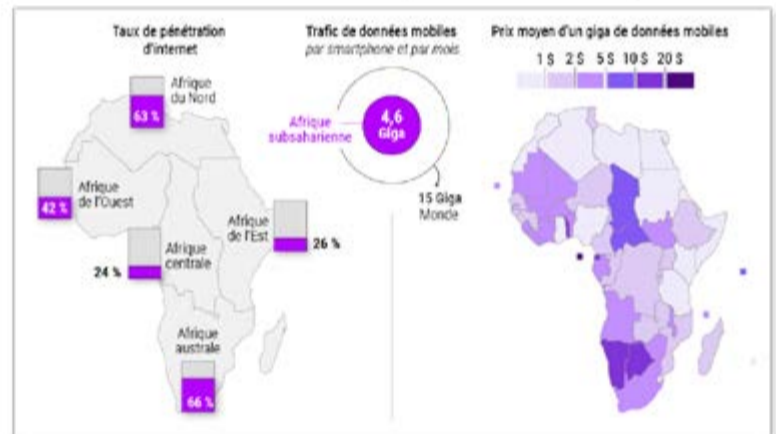 Taux de pénétration
d'internet
Afrique
du Nord
63 %
Afrique
de l'Ouest
42 %
Afrique
de l'Est
26 %
Afrique
centrale
24 %
Afrique
australe
66 %
Trafic de données mobiles
par smartphone et par mois
4,6
Giga
Afrique
subsaharienne
15 Giga
Monde
Prix moyen d'un giga de données mobiles
1 $ 2 $ 5 $ 10 $ 20 $